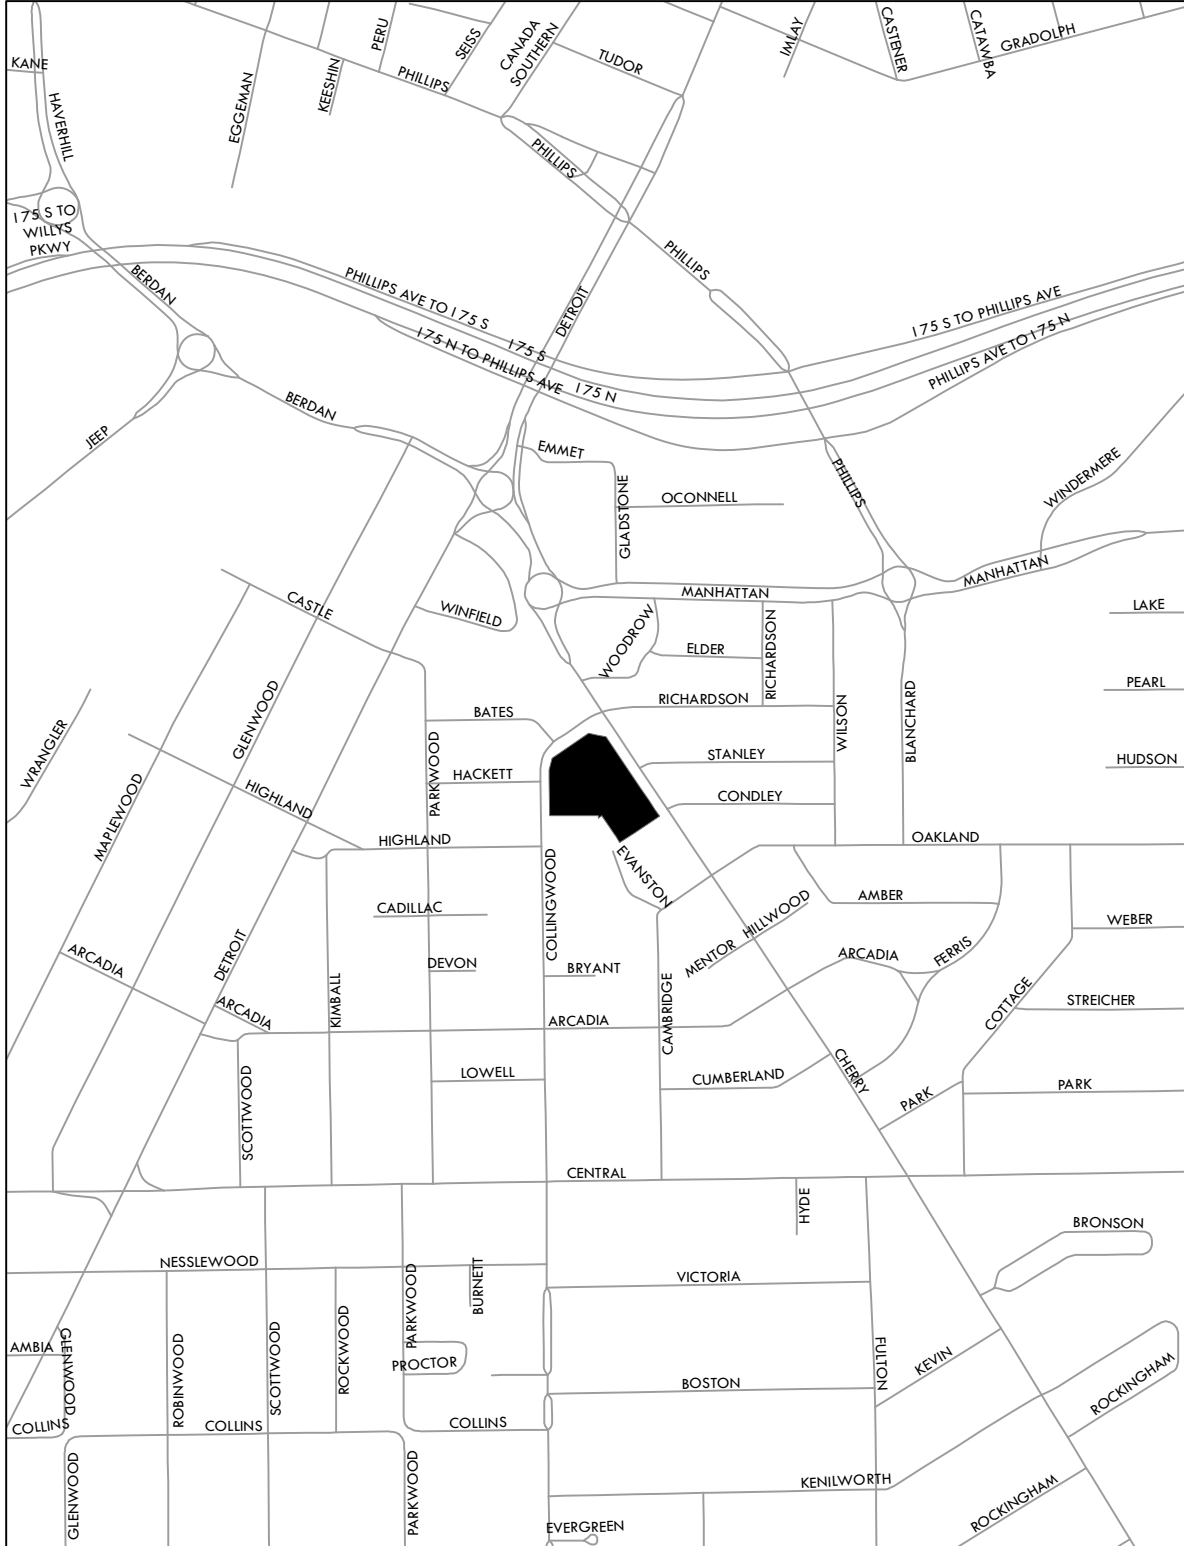 KANE
HAVERHILL
EGGEMAN
KEESHIN
PERU
SEISS
CANADA
SOUTHERN
PHILLIPS
TUDOR
IMLAY
CASTENER
CATAWBA
GRADOLPH
PHILLIPS
I 75 S TO
WILLYS
PKWY
BERDAN
PHILLIPS
PHILLIPS AVE TO I 75 S
DETROIT
I 75 S
I 75 S TO PHILLIPS AVE
I 75 N TO PHILLIPS AVE
I 75 N
PHILLIPS AVE TO I 75 N
BERDAN
JEEP
EMMET
GLADSTONE
OCONNELL
PHILLIPS
WINDERMERE
MANHATTAN
MANHATTAN
CASTLE
WINFIELD
WOODROW
ELDER
RICHARDSON
LAKE
RICHARDSON
WILSON
BLANCHARD
PEARL
WRANGLER
GLENWOOD
BATES
PARKWOOD
HACKETT
STANLEY
HUDSON
MAPLEWOOD
HIGHLAND
CONDLEY
HIGHLAND
OAKLAND
COLLINGWOOD
EVANSTON
CADILLAC
AMBER
HILLWOOD
MENTOR
WEBER
ARCADIA
DETROIT
DEVON
BRYANT
ARCADIA
FERRIS
KIMBALL
CAMBRIDGE
COTTAGE
STREICHER
ARCADIA
ARCADIA
SCOTTWOOD
LOWELL
CUMBERLAND
CHERRY
PARK
PARK
CENTRAL
HYDE
BRONSON
NESSLEWOOD
PARKWOOD
BURNETT
VICTORIA
AMBIA
GLENWOOD
ROBINWOOD
SCOTTWOOD
ROCKWOOD
PROCTOR
FULTON
KEVIN
BOSTON
ROCKINGHAM
COLLINS
COLLINS
COLLINS
GLENWOOD
PARKWOOD
KENILWORTH
ROCKINGHAM
EVERGREEN